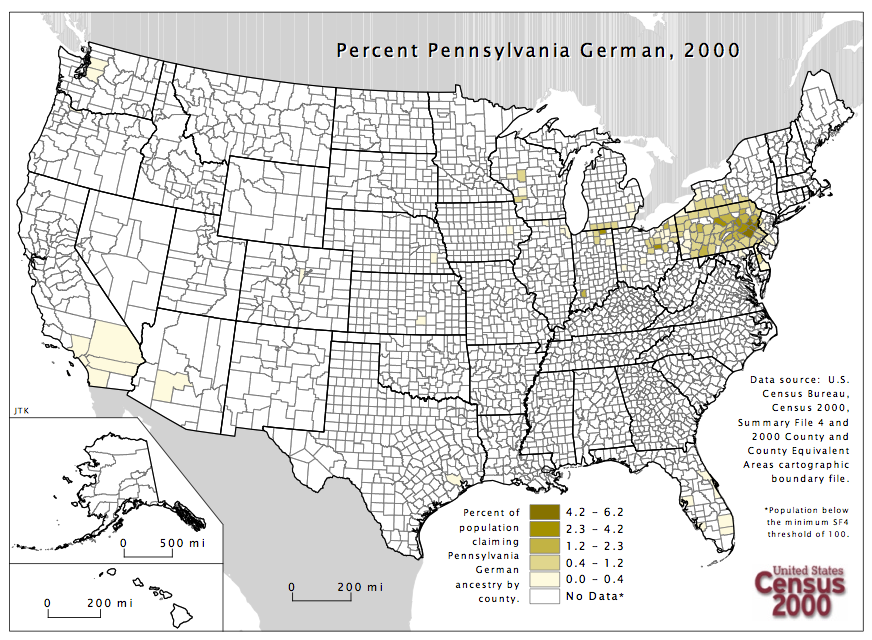 Percent Pennsylvania German, 2000
Data source: U.S.
Census Bureau,
Census 2000,
Summary File 4 and
2000 County and
County Equivalent
Areas cartographic
boundary file.
*Population below
the minimum SF4
threshold of 100.
JTK
0 500 mi
0 200 mi
0 200 mi
Percent of
population
claiming
Pennsylvania
German
ancestry by
county.
4.2 - 6.2
2.3 - 4.2
1.2 - 2.3
0.4 - 1.2
0.0 - 0.4
No Data*
United States
Census
2000